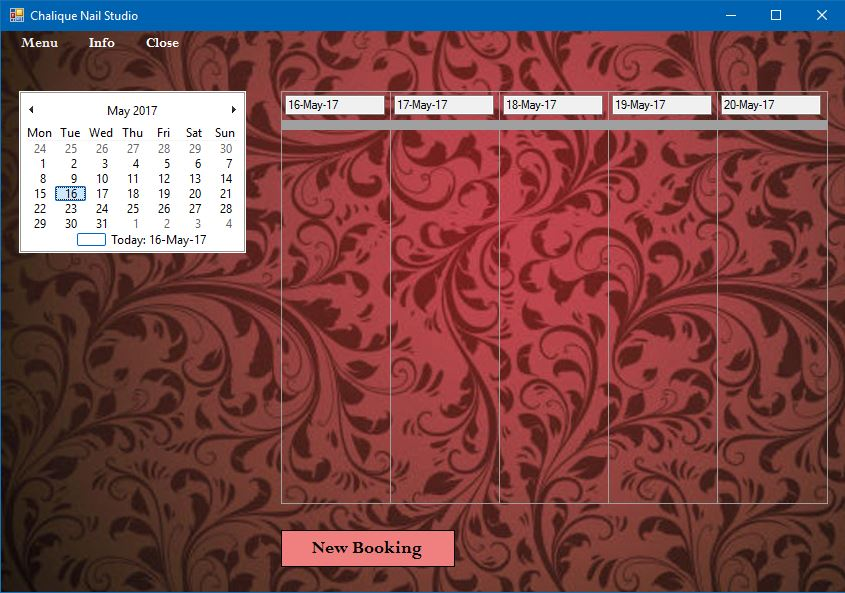 Chalique Nail Studio
Menu Info Close
May 2017
Mon Tue Wed Thu Fri Sat Sun
24 25 26 27 28 29 30
1 2 3 4 5 6 7
8 9 10 11 12 13 14
15 16 17 18 19 20 21
22 23 24 25 26 27 28
29 30 31 1 2 3 4
Today: 16-May-17
16-May-17 17-May-17 18-May-17 19-May-17 20-May-17
New Booking